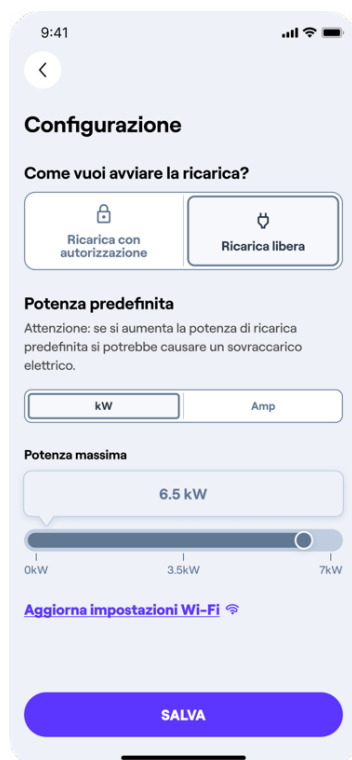 9:41
Configurazione
Come vuoi avviare la ricarica?
Ricarica con
autorizzazione
Ricarica libera
Potenza predefinita
Attenzione: se si aumenta la potenza di ricarica
predefinita si potrebbe causare un sovraccarico
elettrico.
kW
Amp
Potenza massima
6.5 kW
0kW 3.5kW 7kW
Aggiorna impostazioni Wi-Fi
SALVA